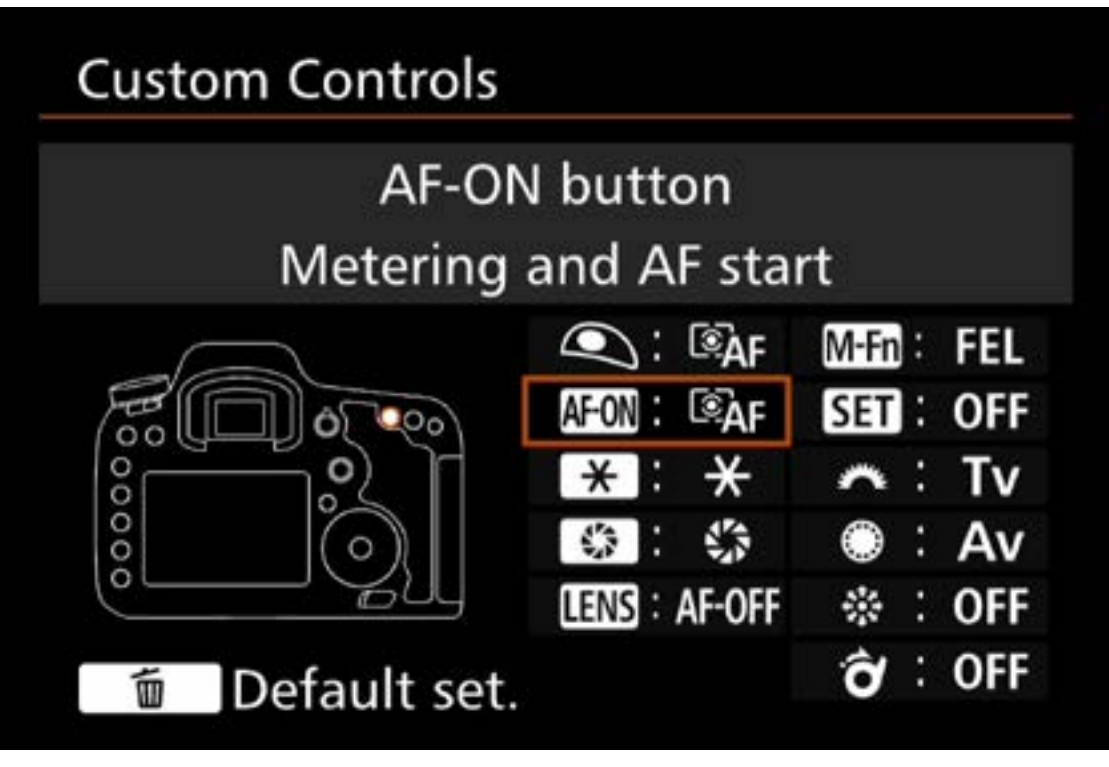 Custom Controls
AF-ON button
Metering and AF start
: AF
M-Fn : FEL
AF-ON : AF
SET : OFF
* : *
: Tv
:
: Av
LENS : AF-OFF
: OFF
: OFF
Default set.